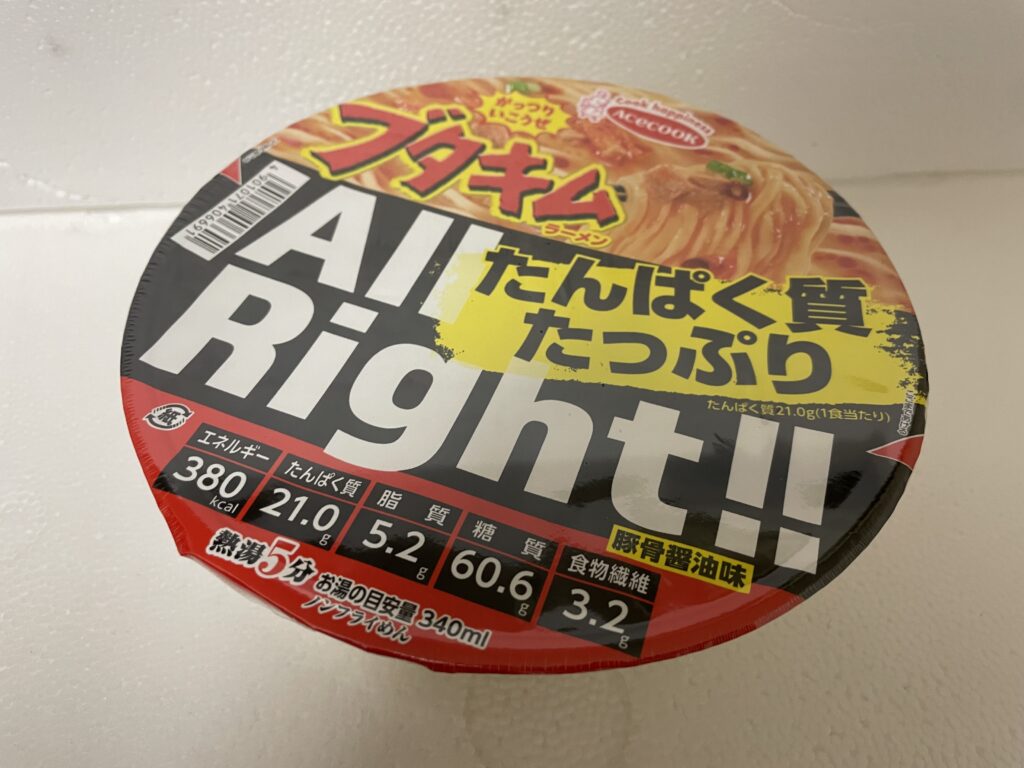 がっつり
いこうぜ
Cook happiness
Acecook
ブタキム
ラーメン
4901071406691
All
Right!!
たんぱく質
たっぷり
たんぱく質21.0g(1食当たり)
紙
エネルギー
380
kcal
たんぱく質
21.0
g
脂質
5.2
g
糖質
60.6
g
食物繊維
3.2
g
豚骨醤油味
熱湯5分 お湯の目安量 340ml
ノンフライめん